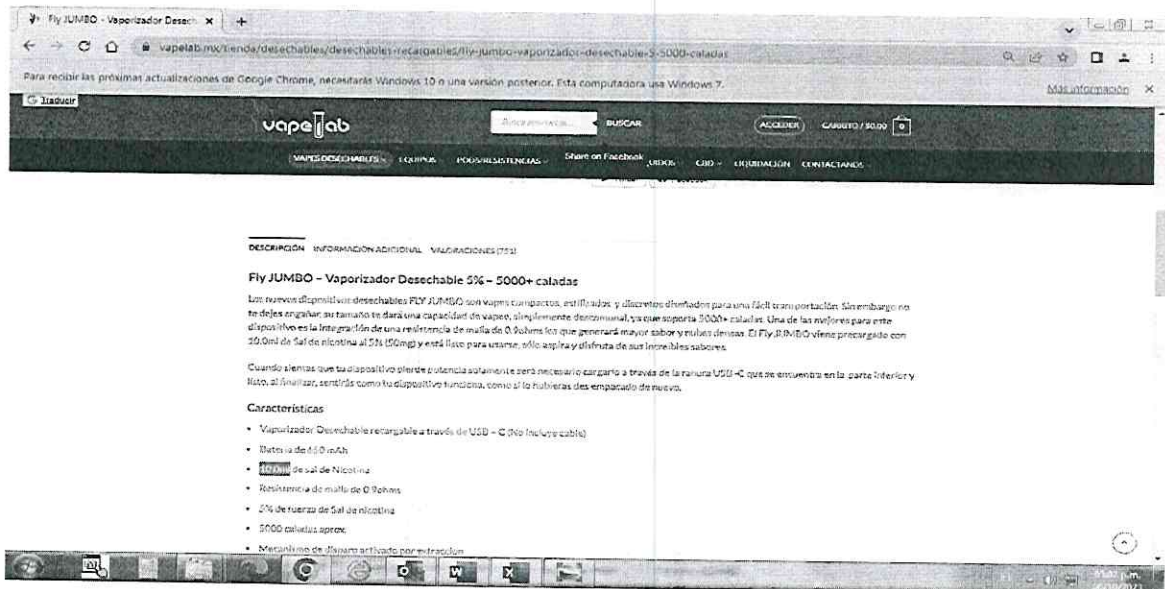 Fly JUMBO - Vaporizador Desech
vapelab.mx/tienda/desechables/desechables-recargables/fly-jumbo-vaporizador-desechable-5-5000-caladas
Para recibir las próximas actualizaciones de Google Chrome, necesitarás Windows 10 o una versión posterior. Esta computadora usa Windows 7.
Más información
Traducir
vapelab
BUSCAR
ACCEDER
CARRITO / $0.00 0
VAPES DESECHABLES EQUIPOS PODS/RESISTENCIAS Share on Facebook UIDOS CBD LIQUIDACIÓN CONTÁCTANOS
DESCRIPCIÓN INFORMACIÓN ADICIONAL VALORACIONES (751)
Fly JUMBO – Vaporizador Desechable 5% – 5000+ caladas
Los nuevos dispositivos desechables FLY JUMBO son vapes compactos, estilizados y discretos diseñados para una fácil transportación. Sin embargo no
te dejes engañar, su tamaño te dará una capacidad de vapeo, simplemente descomunal, ya que soporta 5000+ caladas. Una de las mejores para este
dispositivo es la integración de una resistencia de malla de 0.9ohms los que generará mayor sabor y nubes densas. El Fly JUMBO viene precargado con
10.0ml de Sal de nicotina al 5% (50mg) y está listo para usarse, sólo aspira y disfruta de sus increíbles sabores.
Cuando sientas que tu dispositivo pierde potencia solamente será necesario cargarlo a través de la ranura USB -C que se encuentra en la parte inferior y
listo, al finalizar, sentirás como tu dispositivo funciona, como si lo hubieras desempacado de nuevo.
Características
Vaporizador Desechable recargable a través de USB – C (No incluye cable)
Batería de 650 mAh
10.0ml de sal de Nicotina
Resistencia de malla de 0.9ohms
5% de fuerza de Sal de nicotina
5000 caladas aprox.
Mecanismo de disparo activado por extracción